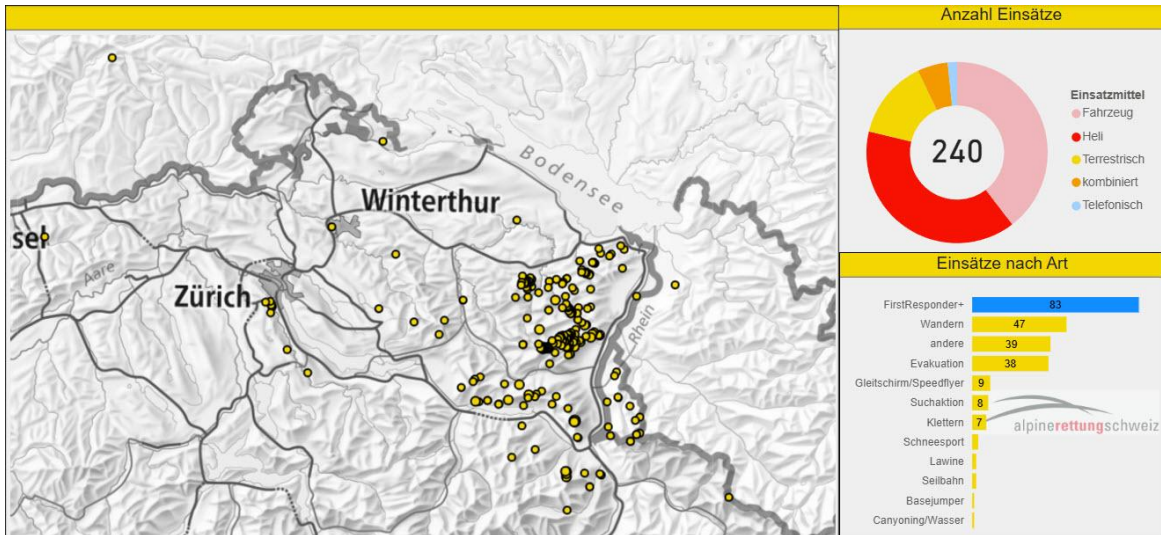 Anzahl Einsätze
Bodensee
Winterthur
sel
Aare
Zürich
Rhein
240
Einsatzmittel
Fahrzeug
Heli
Terrestrisch
kombiniert
Telefonisch
Einsätze nach Art
FirstResponder+ 83
Wandern 47
andere 39
Evakuation 38
Gleitschirm/Speedflyer 9
Suchaktion 8
Klettern 7
alpinerettungschweiz
Schneesport
Lawine
Seilbahn
Basejumper
Canyoning/Wasser